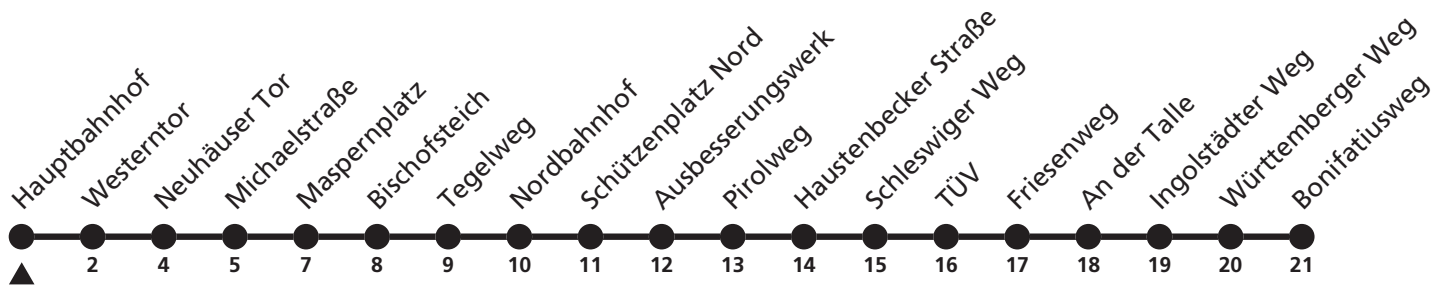 Hauptbahnhof
Westerntor
Neuhäuser Tor
Michaelstraße
Maspernplatz
Bischofsteich
Tegelweg
Nordbahnhof
Schützenplatz Nord
Ausbesserungswerk
Pirolweg
Haustenbecker Straße
Schleswiger Weg
TÜV
Friesenweg
An der Talle
Ingolstädter Weg
Württemberger Weg
Bonifatiusweg
2 4 5 7 8 9 10 11 12 13 14 15 16 17 18 19 20 21